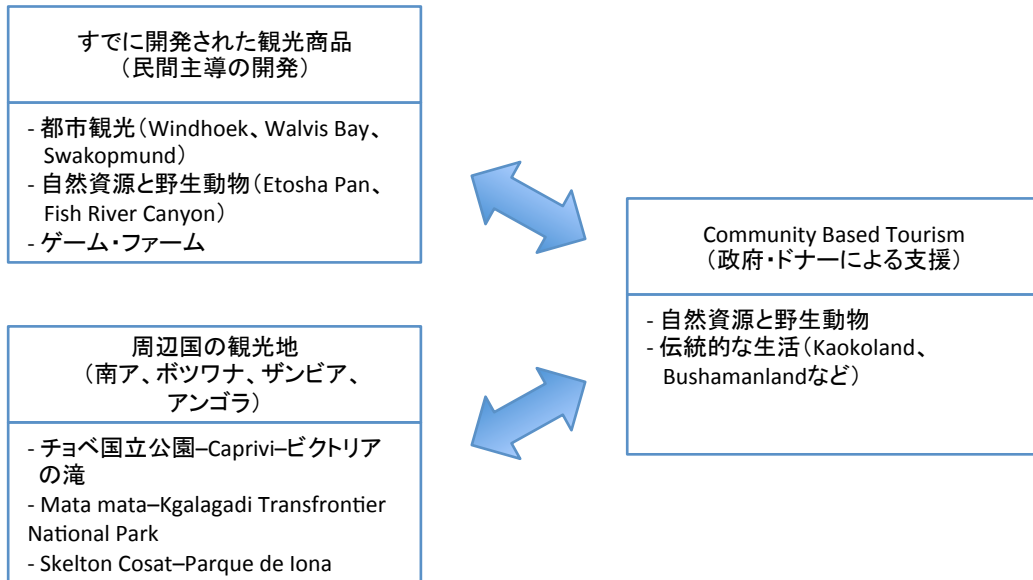 すでに開発された観光商品
（民間主導の開発）
- 都市観光（Windhoek、Walvis Bay、
Swakopmund）
- 自然資源と野生動物（Etosha Pan、
Fish River Canyon）
- ゲーム・ファーム
周辺国の観光地
（南ア、ボツワナ、ザンビア、
アンゴラ）
- チョベ国立公園–Caprivi–ビクトリア
の滝
- Mata mata–Kgalagadi Transfrontier
National Park
- Skelton Cosat–Parque de Iona
Community Based Tourism
（政府・ドナーによる支援）
- 自然資源と野生動物
- 伝統的な生活（Kaokoland、
Bushamanlandなど）